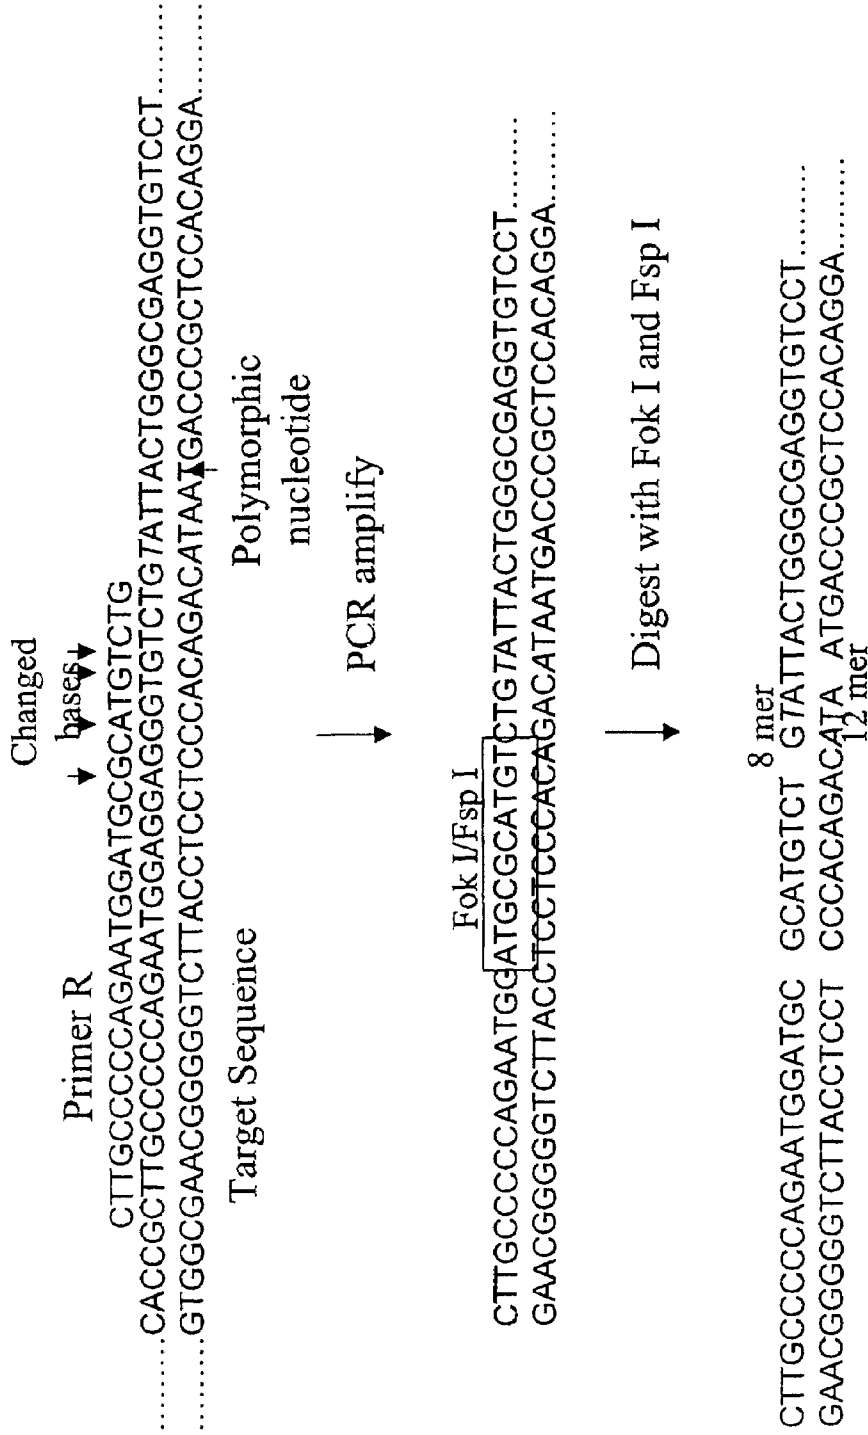 Changed
bases
Primer R
CTTGCCCCCAGAATGGATGCGCATGTCTG
.........CACCGCTTGCCCCCAGAATGGAGGAGGGTGTCTGTATTACTGGGCGAGGTGTCCT.........
.........GTGGCGAACGGGGGTCTTACCTCCTCCCACAGACATAATGACCCGCTCCACAGGA.........
Target Sequence
Polymorphic
nucleotide
PCR amplify
Fok I/Fsp I
CTTGCCCCCAGAATGGATGCGCATGTCTGTATTACTGGGCGAGGTGTCCT.........
GAACGGGGGTCTTACCTCCTCCCACAGACATAATGACCCGCTCCACAGGA.........
Digest with Fok I and Fsp I
8 mer
CTTGCCCCCAGAATGGATGC GCATGTCT GTATTACTGGGCGAGGTGTCCT.........
GAACGGGGGTCTTACCTCCT CCCACAGACATA ATGACCCGCTCCACAGGA.........
12 mer